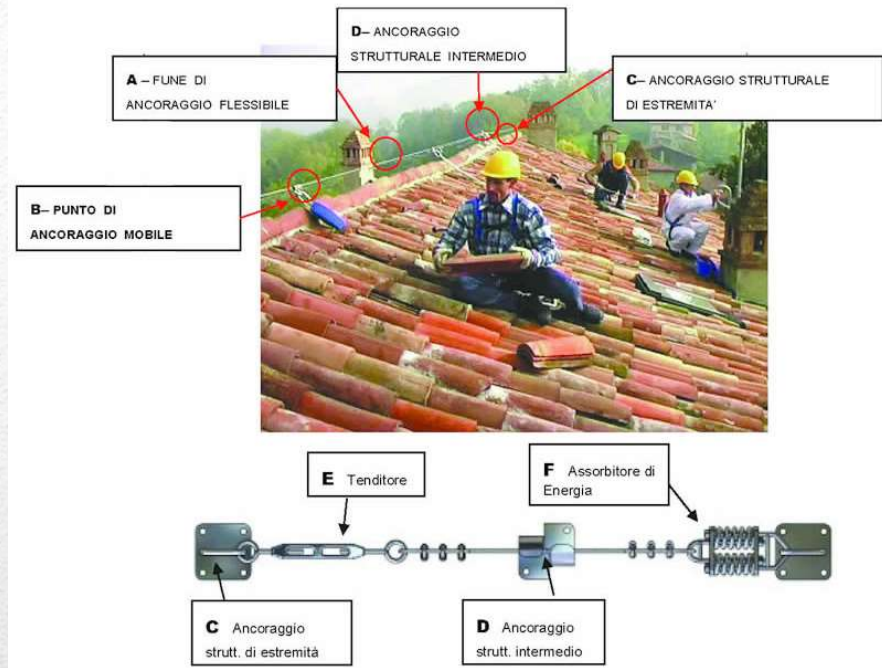 D– ANCORAGGIO
STRUTTURALE INTERMEDIO
A – FUNE DI
ANCORAGGIO FLESSIBILE
C– ANCORAGGIO STRUTTURALE
DI ESTREMITA'
B– PUNTO DI
ANCORAGGIO MOBILE
E Tenditore
F Assorbitore di
Energia
C Ancoraggio
strutt. di estremità
D Ancoraggio
strutt. intermedio